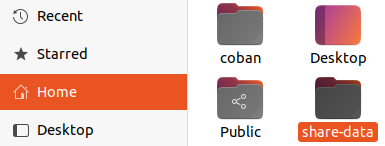 Recent
Starred
Home
Desktop
coban
Desktop
Public
share-data